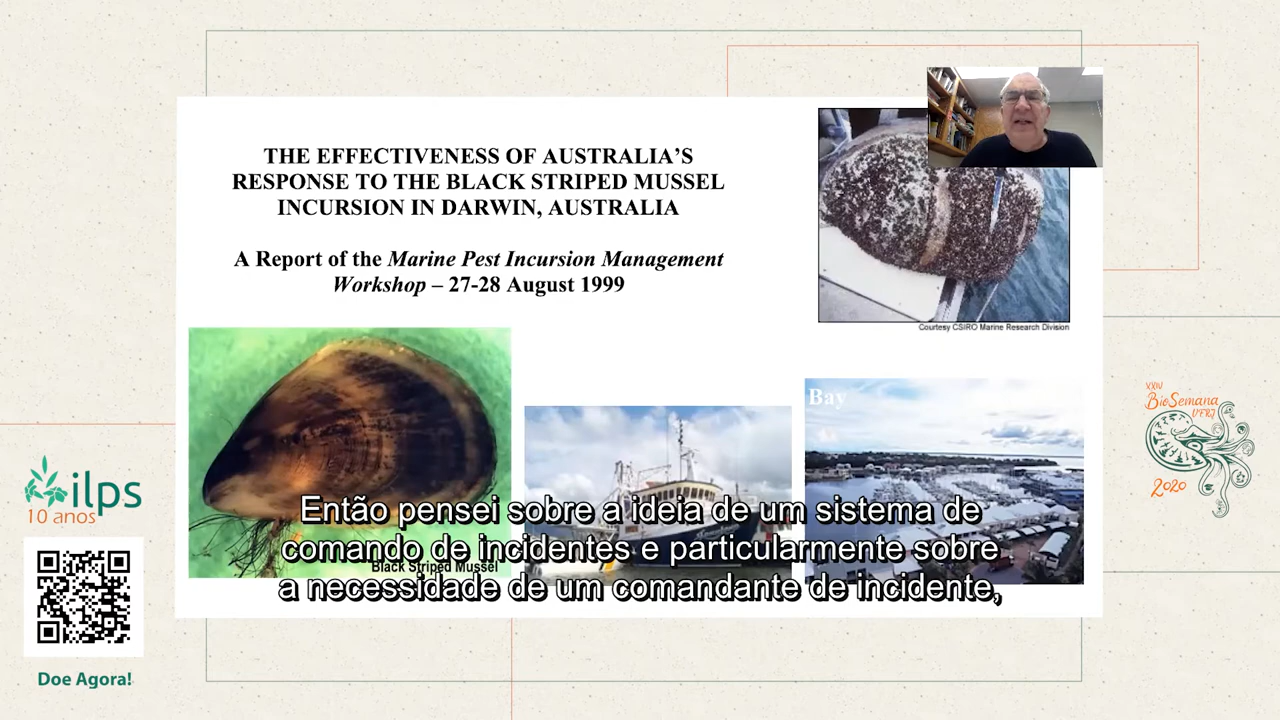 THE EFFECTIVENESS OF AUSTRALIA'S
RESPONSE TO THE BLACK STRIPED MUSSEL
INCURSION IN DARWIN, AUSTRALIA
A Report of the Marine Pest Incursion Management
Workshop – 27-28 August 1999
Courtesy CSIRO Marine Research Division
Bay
Black Striped Mussel
Então pensei sobre a ideia de um sistema de
comando de incidentes e particularmente sobre
a necessidade de um comandante de incidente,
ilps
10 anos
Doe Agora!
XXIV
BioSemana
UFRJ
2020